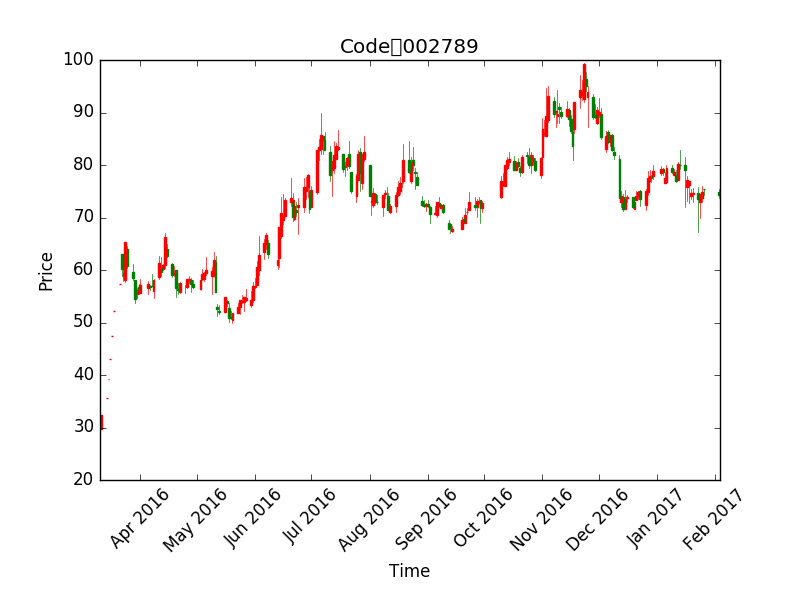 Code▯002789
100
90
80
70
60
50
40
30
20
Price
Apr 2016
May 2016
Jun 2016
Jul 2016
Aug 2016
Sep 2016
Oct 2016
Nov 2016
Dec 2016
Jan 2017
Feb 2017
Time